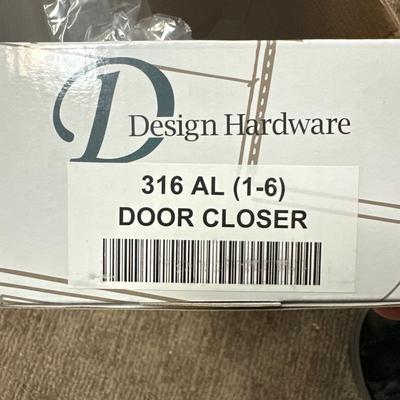 D
Design Hardware
316 AL (1-6)
DOOR CLOSER